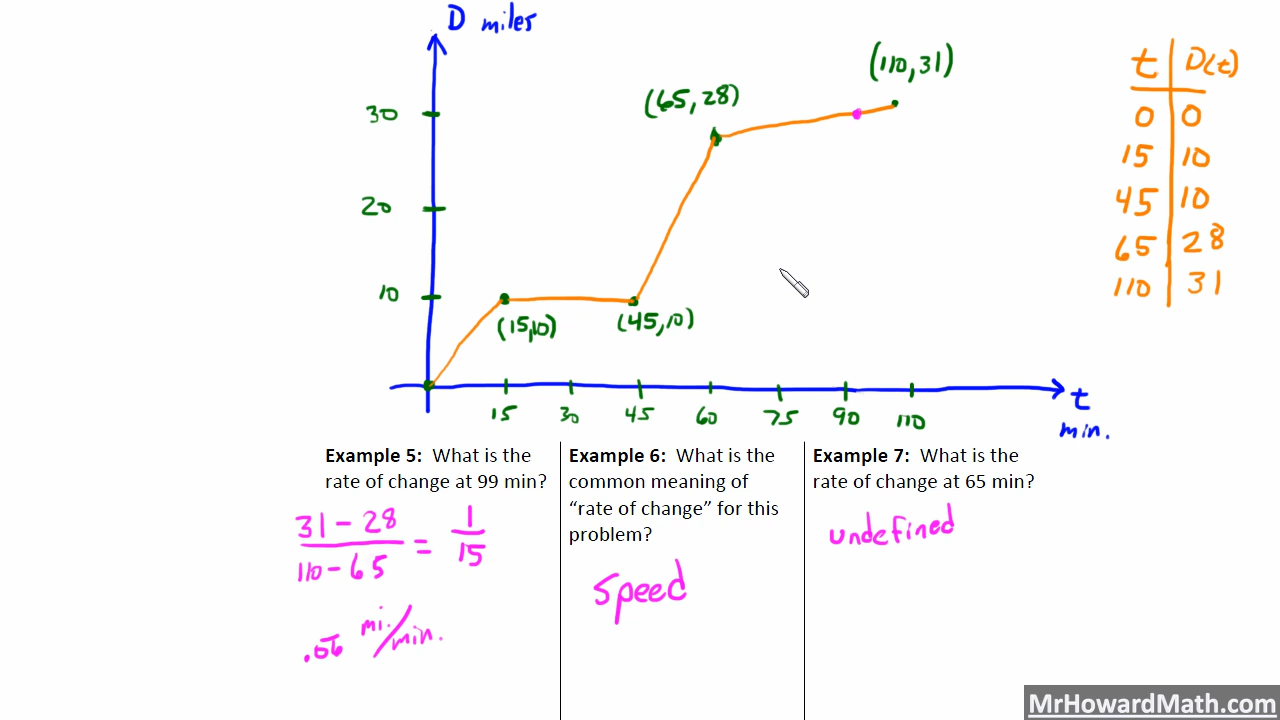 D miles
(110,31)
(65,28)
30
20
10
(15,10)
(45,10)
15 30 45 60 75 90 110
t
min.
t D(t)
0 0
15 10
45 10
65 28
110 31
Example 5: What is the
rate of change at 99 min?
31 - 28
110 - 65
=
1
15
.06 mi./min.
Example 6: What is the
common meaning of
“rate of change” for this
problem?
speed
Example 7: What is the
rate of change at 65 min?
undefined
MrHowardMath.com